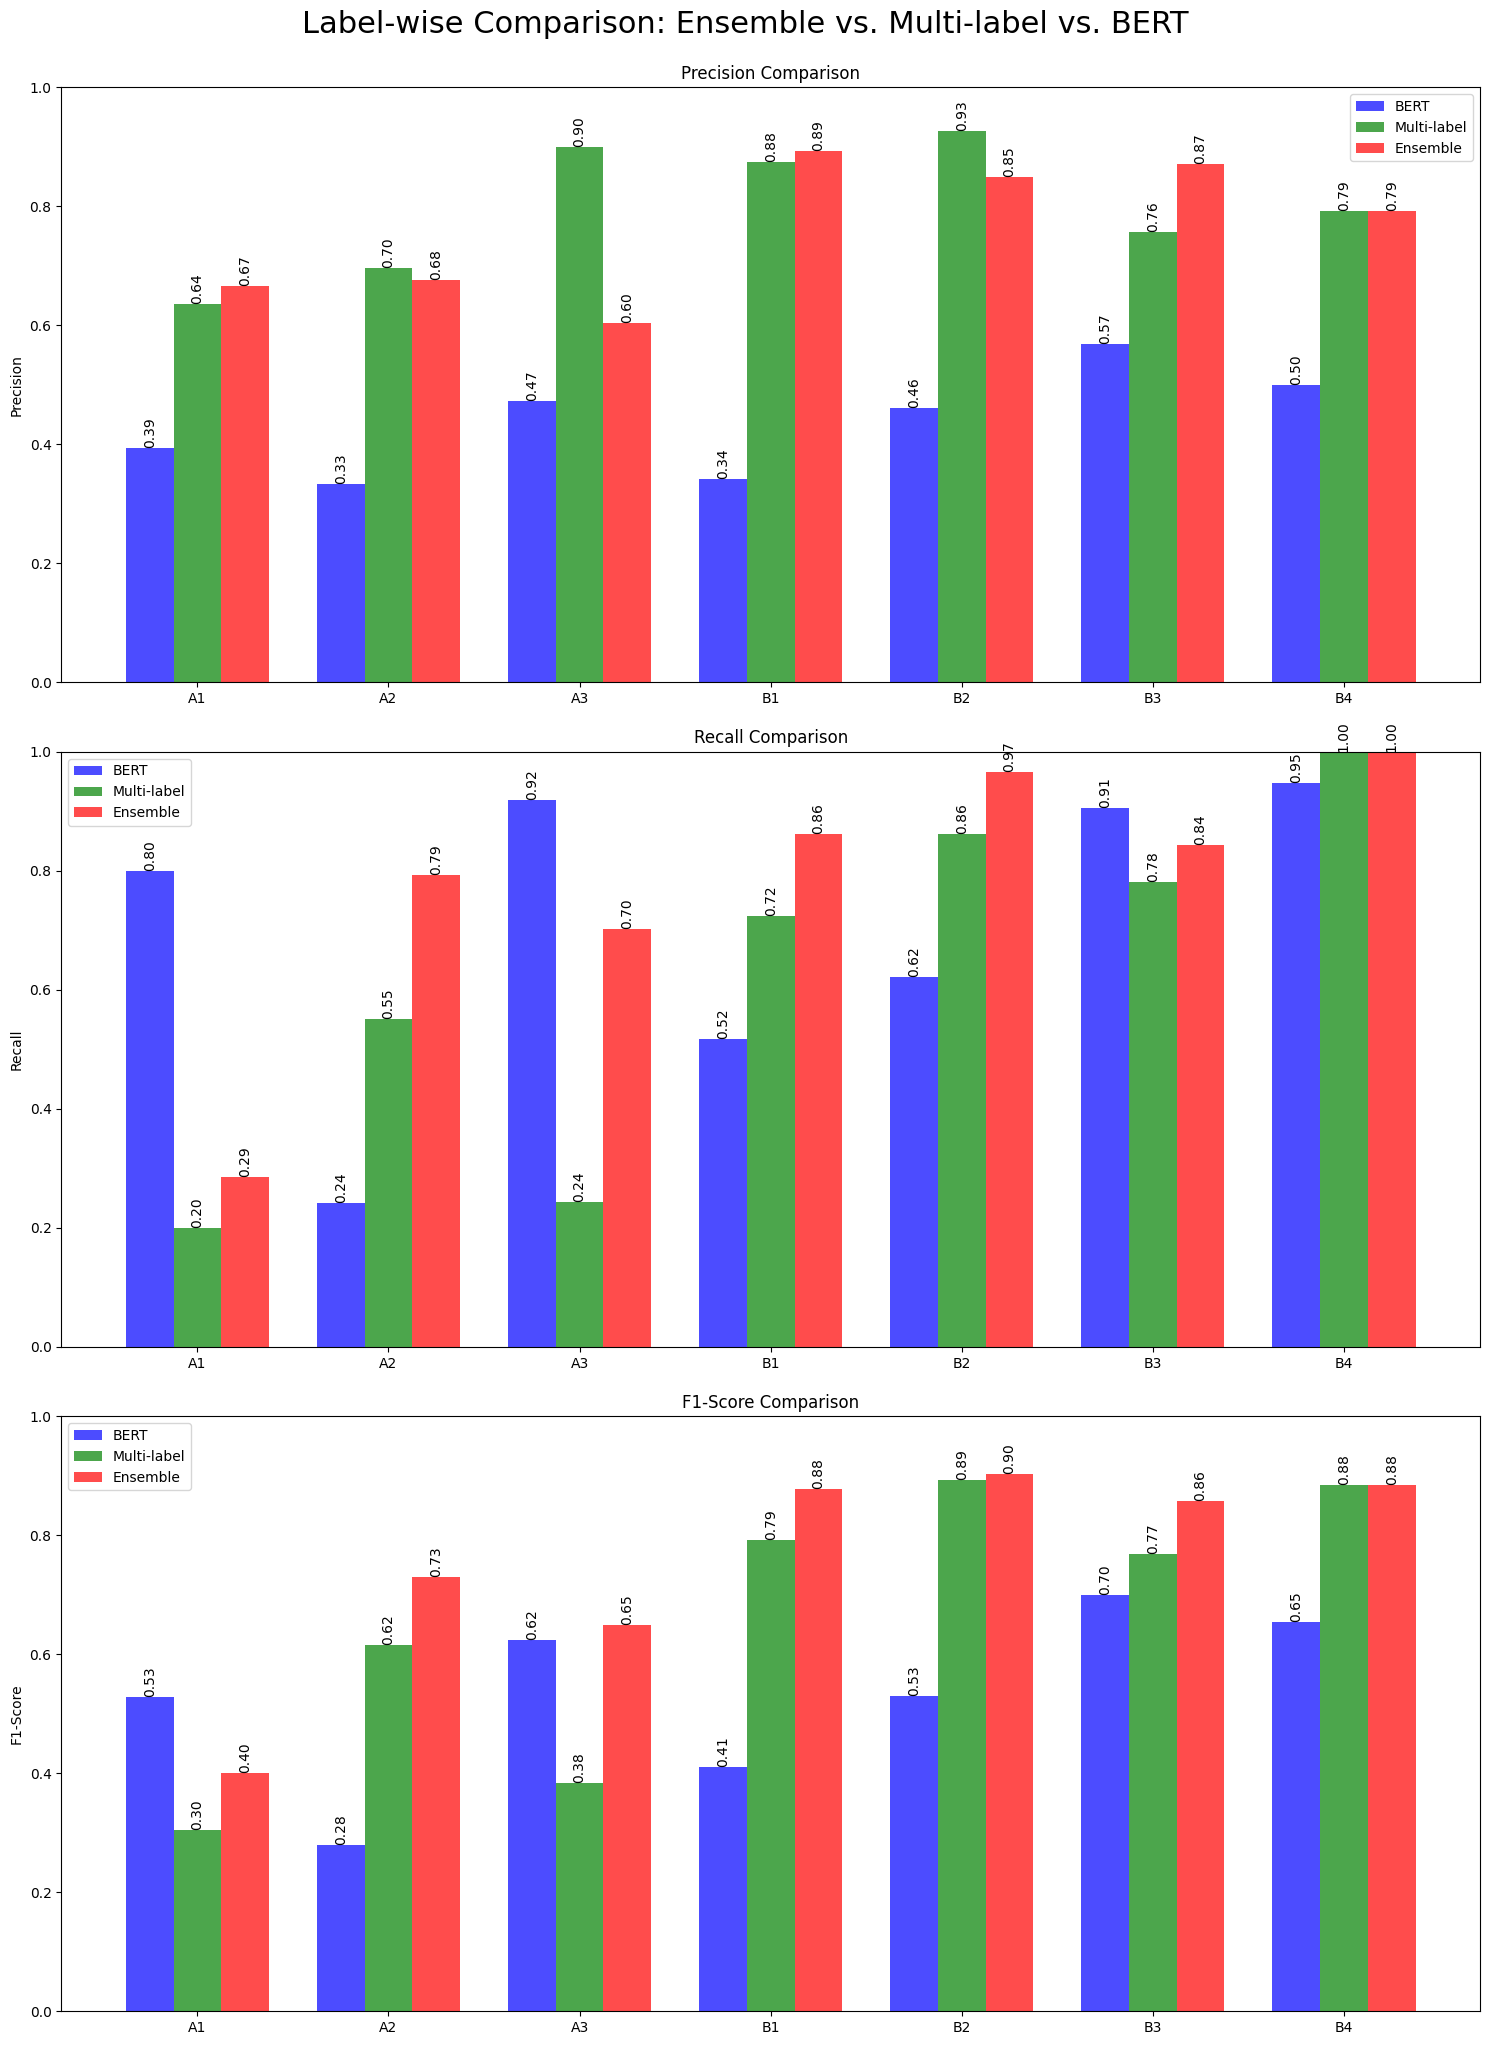 Label-wise Comparison: Ensemble vs. Multi-label vs. BERT
Precision Comparison
BERT
Multi-label
Ensemble
Precision
1.0
0.8
0.6
0.4
0.2
0.0
0.39
0.64
0.67
0.33
0.70
0.68
0.47
0.90
0.60
0.34
0.88
0.89
0.46
0.93
0.85
0.57
0.76
0.87
0.50
0.79
0.79
A1
A2
A3
B1
B2
B3
B4
Recall Comparison
BERT
Multi-label
Ensemble
Recall
1.0
0.8
0.6
0.4
0.2
0.0
0.80
0.20
0.29
0.24
0.55
0.79
0.92
0.24
0.70
0.52
0.72
0.86
0.62
0.86
0.97
0.91
0.78
0.84
0.95
1.00
1.00
A1
A2
A3
B1
B2
B3
B4
F1-Score Comparison
BERT
Multi-label
Ensemble
F1-Score
1.0
0.8
0.6
0.4
0.2
0.0
0.53
0.30
0.40
0.28
0.62
0.73
0.62
0.38
0.65
0.41
0.79
0.88
0.53
0.89
0.90
0.70
0.77
0.86
0.65
0.88
0.88
A1
A2
A3
B1
B2
B3
B4